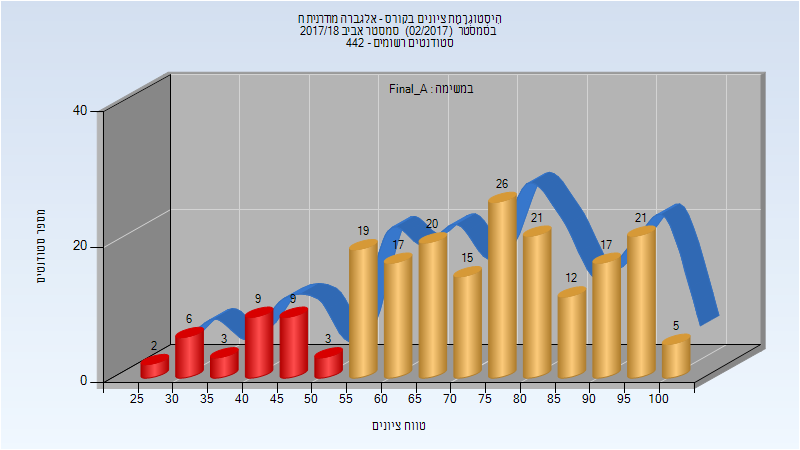 הִיסְטוֹגְרָמַת ציונים בקורס - אלגברה מודרנית ח
בסמסטר (02/2017) סמסטר אביב 2017/18
סטודנטים רשומים - 442
במשימה : Final_A
מספר סטודנטים
40
20
0
2 6 3 9 9 3 19 17 20 15 26 21 12 17 21 5
25 30 35 40 45 50 55 60 65 70 75 80 85 90 95 100
טווח ציונים